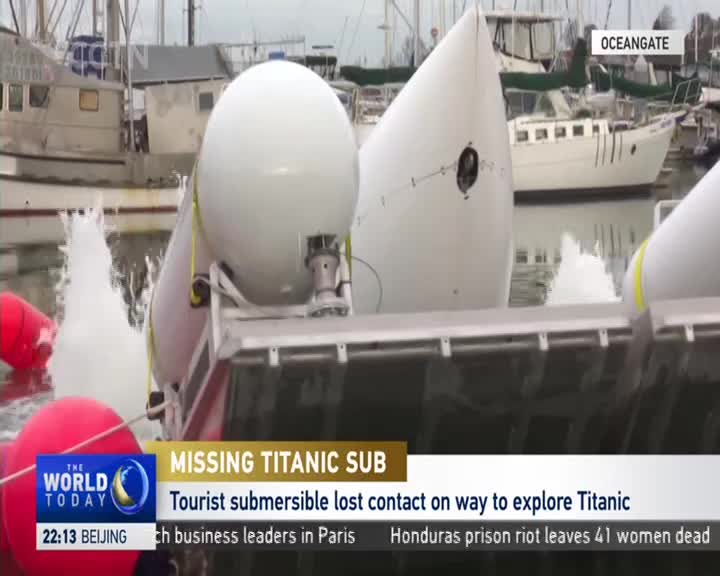 OCEANGATE
MISSING TITANIC SUB
Tourist submersible lost contact on way to explore Titanic
THE
WORLD
TODAY
22:13 BEIJING
ch business leaders in Paris Honduras prison riot leaves 41 women dead